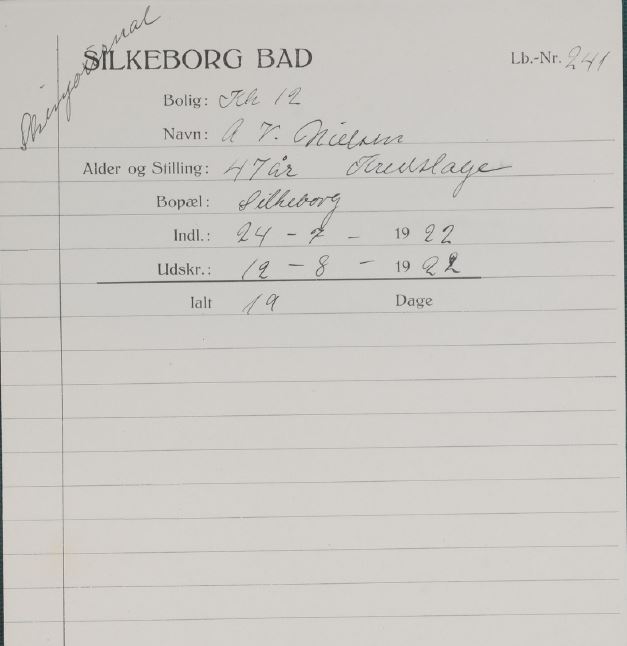 SILKEBORG BAD
Lb.-Nr. 241
Bolig: Kh 12
Navn: A V. Nielsen
Alder og Stilling: 47 år
Bopæl: Silkeborg
Indl.: 24 - 7 - 1922
Udskr.: 12 - 8 - 1922
Ialt 19 Dage